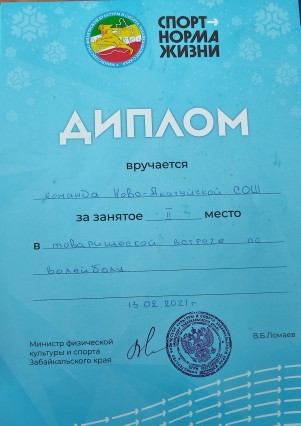 СПОРТ
НОРМА
ЖИЗНИ
ДИПЛОМ
вручается
команда Ново-Акатуйской СОШ
за занятое II место
в товарищеской встрече по
волейболу
13.02.2021 г.
Министр физической
культуры и спорта
Забайкальского края
В.В.Ломаев